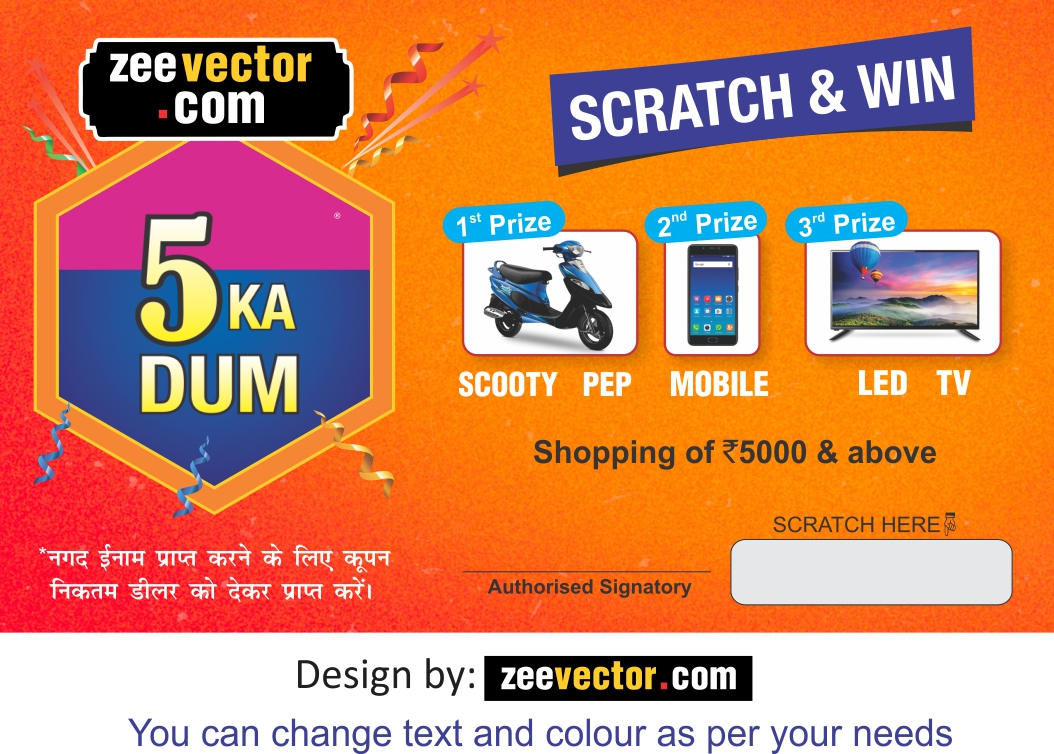 zeevector
.com
SCRATCH & WIN
®
5 KA
DUM
1st Prize
2nd Prize
3rd Prize
SCOOTY PEP
MOBILE
LED TV
Shopping of ₹5000 & above
SCRATCH HERE
Authorised Signatory
*नगद ईनाम प्राप्त करने के लिए कूपन
निकतम डीलर को देकर प्राप्त करें।
Design by: zeevector.com
You can change text and colour as per your needs